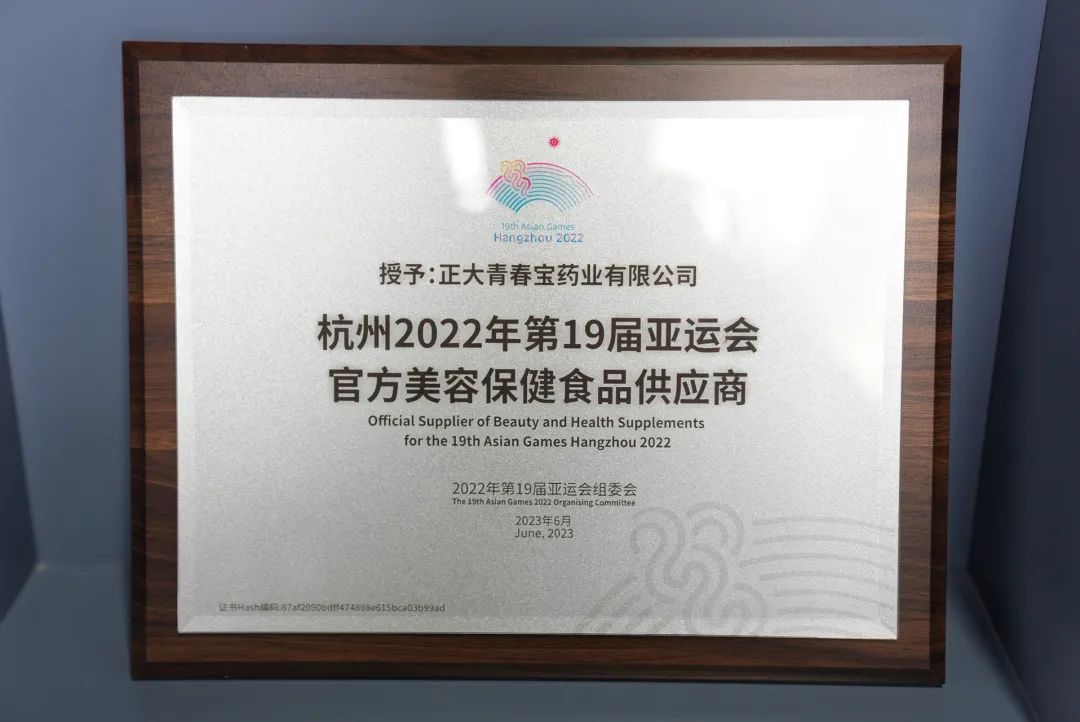 19th Asian Games
Hangzhou 2022
授予:正大青春宝药业有限公司
杭州2022年第19届亚运会
官方美容保健食品供应商
Official Supplier of Beauty and Health Supplements
for the 19th Asian Games Hangzhou 2022
2022年第19届亚运会组委会
The 19th Asian Games 2022 Organising Committee
2023年6月
June, 2023
证书Hash编码:87af2090bdff474898e615bca03b99ad